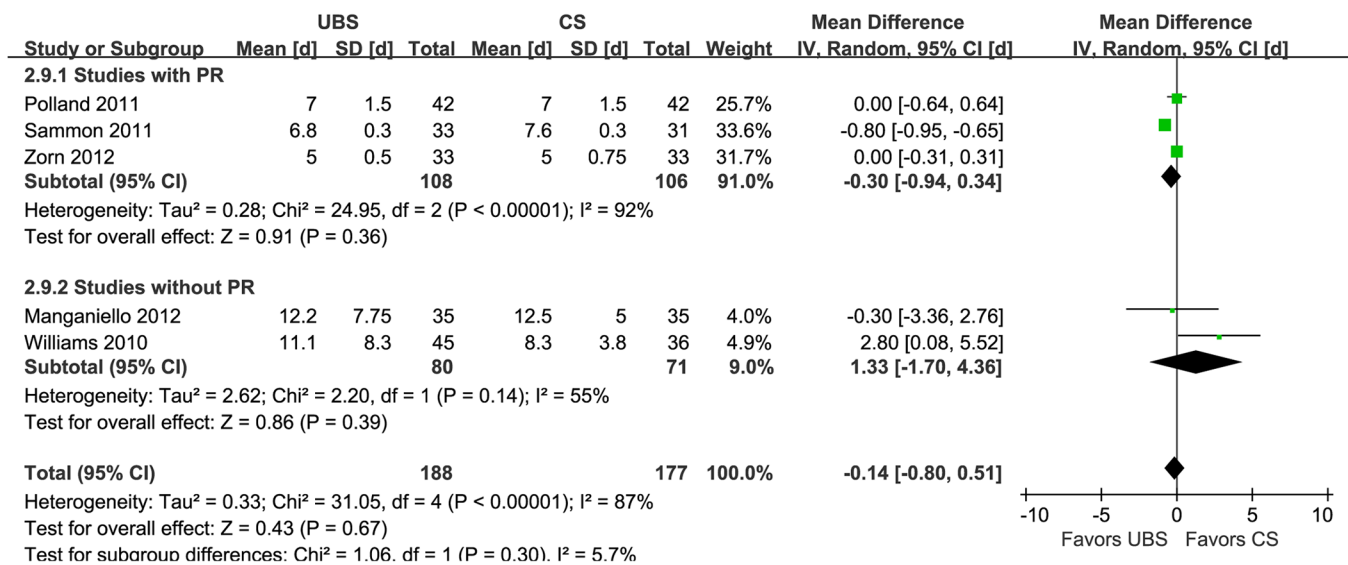 UBS CS Mean Difference Mean Difference
Study or Subgroup Mean [d] SD [d] Total Mean [d] SD [d] Total Weight IV, Random, 95% CI [d] IV, Random, 95% CI [d]
2.9.1 Studies with PR
Polland 2011 7 1.5 42 7 1.5 42 25.7% 0.00 [-0.64, 0.64]
Sammon 2011 6.8 0.3 33 7.6 0.3 31 33.6% -0.80 [-0.95, -0.65]
Zorn 2012 5 0.5 33 5 0.75 33 31.7% 0.00 [-0.31, 0.31]
Subtotal (95% CI) 108 106 91.0% -0.30 [-0.94, 0.34]
Heterogeneity: Tau² = 0.28; Chi² = 24.95, df = 2 (P < 0.00001); I² = 92%
Test for overall effect: Z = 0.91 (P = 0.36)
2.9.2 Studies without PR
Manganiello 2012 12.2 7.75 35 12.5 5 35 4.0% -0.30 [-3.36, 2.76]
Williams 2010 11.1 8.3 45 8.3 3.8 36 4.9% 2.80 [0.08, 5.52]
Subtotal (95% CI) 80 71 9.0% 1.33 [-1.70, 4.36]
Heterogeneity: Tau² = 2.62; Chi² = 2.20, df = 1 (P = 0.14); I² = 55%
Test for overall effect: Z = 0.86 (P = 0.39)
Total (95% CI) 188 177 100.0% -0.14 [-0.80, 0.51]
Heterogeneity: Tau² = 0.33; Chi² = 31.05, df = 4 (P < 0.00001); I² = 87%
Test for overall effect: Z = 0.43 (P = 0.67)
Test for subgroup differences: Chi² = 1.06, df = 1 (P = 0.30), I² = 5.7%
-10 -5 0 5 10
Favors UBS Favors CS